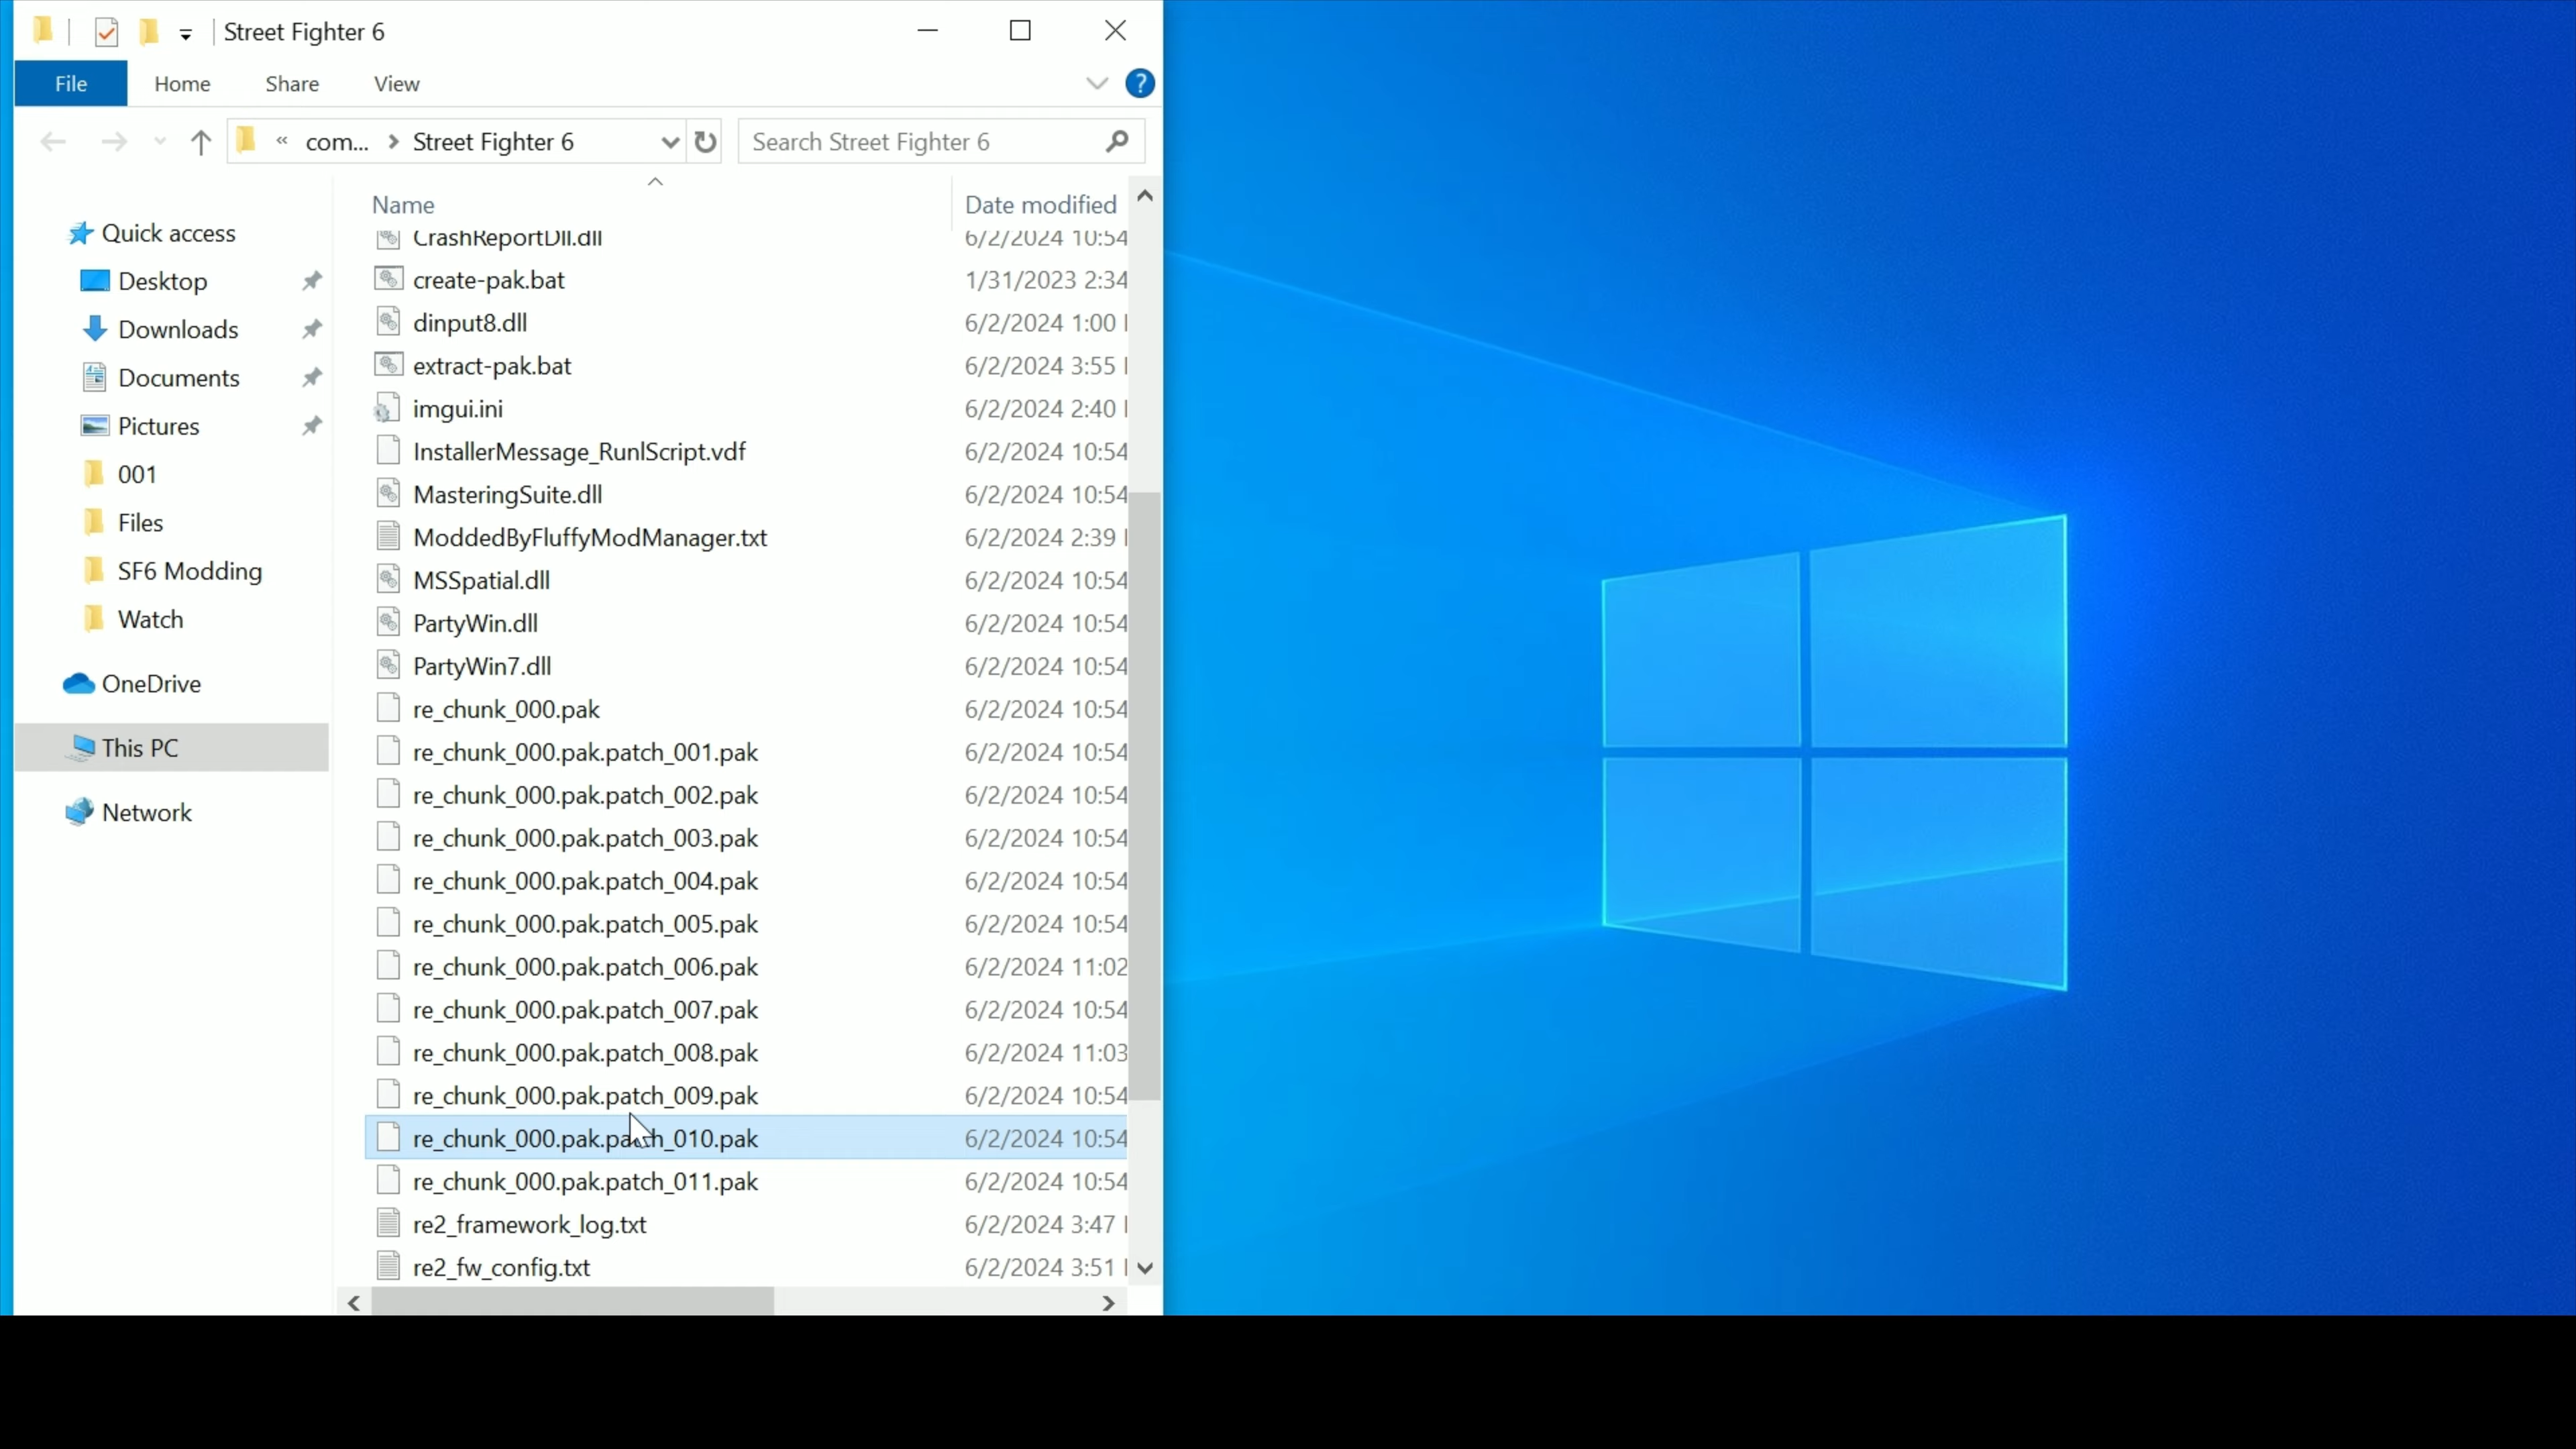 Street Fighter 6
File Home Share View
« com... > Street Fighter 6
Search Street Fighter 6
Quick access
Desktop
Downloads
Documents
Pictures
001
Files
SF6 Modding
Watch
OneDrive
This PC
Network
Name Date modified
CrashReportDll.dll 6/2/2024 10:54
create-pak.bat 1/31/2023 2:34
dinput8.dll 6/2/2024 1:00
extract-pak.bat 6/2/2024 3:55
imgui.ini 6/2/2024 2:40
InstallerMessage_RunIScript.vdf 6/2/2024 10:54
MasteringSuite.dll 6/2/2024 10:54
ModdedByFluffyModManager.txt 6/2/2024 2:39
MSSpatial.dll 6/2/2024 10:54
PartyWin.dll 6/2/2024 10:54
PartyWin7.dll 6/2/2024 10:54
re_chunk_000.pak 6/2/2024 10:54
re_chunk_000.pak.patch_001.pak 6/2/2024 10:54
re_chunk_000.pak.patch_002.pak 6/2/2024 10:54
re_chunk_000.pak.patch_003.pak 6/2/2024 10:54
re_chunk_000.pak.patch_004.pak 6/2/2024 10:54
re_chunk_000.pak.patch_005.pak 6/2/2024 10:54
re_chunk_000.pak.patch_006.pak 6/2/2024 11:02
re_chunk_000.pak.patch_007.pak 6/2/2024 10:54
re_chunk_000.pak.patch_008.pak 6/2/2024 11:03
re_chunk_000.pak.patch_009.pak 6/2/2024 10:54
re_chunk_000.pak.patch_010.pak 6/2/2024 10:54
re_chunk_000.pak.patch_011.pak 6/2/2024 10:54
re2_framework_log.txt 6/2/2024 3:47
re2_fw_config.txt 6/2/2024 3:51